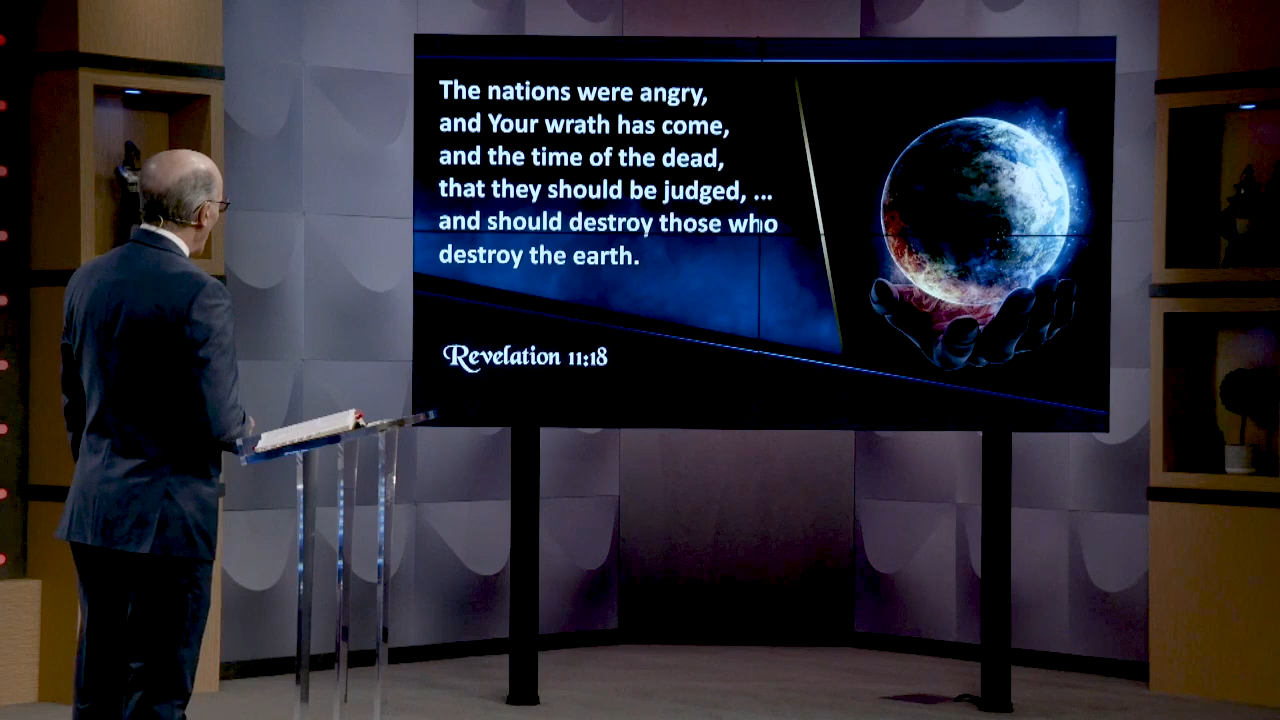 The nations were angry,
and Your wrath has come,
and the time of the dead,
that they should be judged, ...
and should destroy those who
destroy the earth.
Revelation 11:18